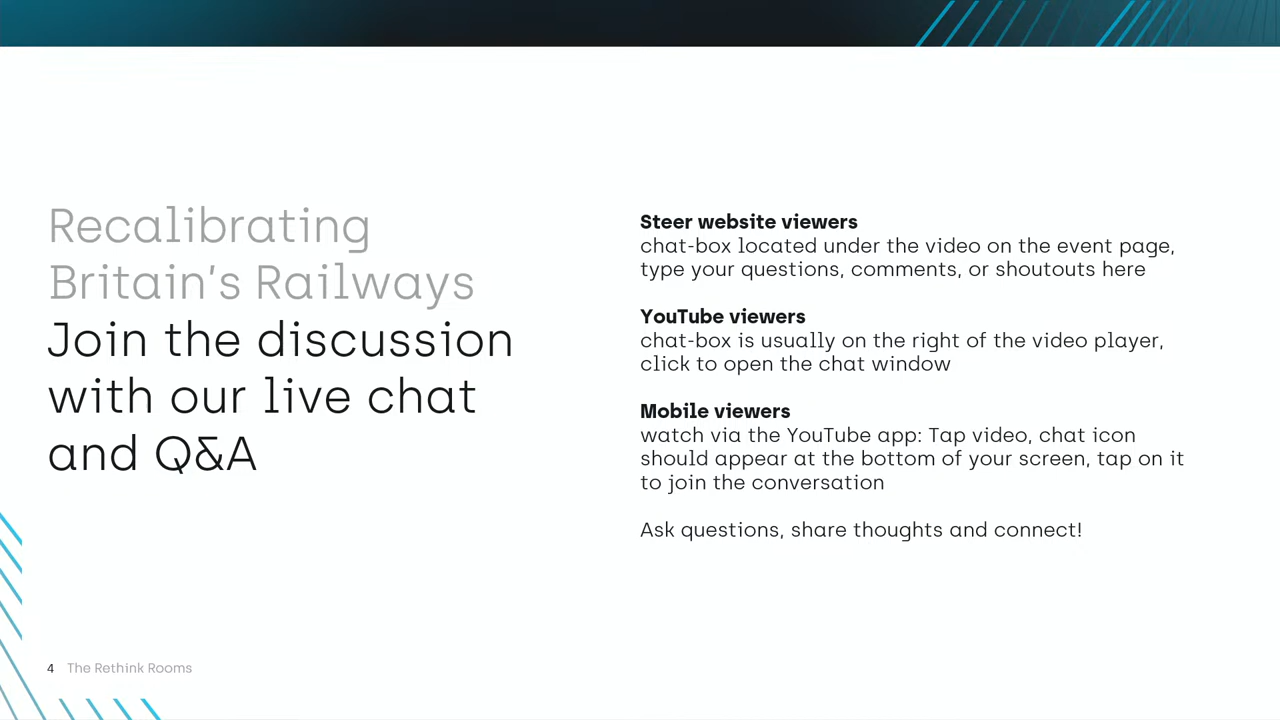 Recalibrating
Britain's Railways
Join the discussion
with our live chat
and Q&A
Steer website viewers
chat-box located under the video on the event page,
type your questions, comments, or shoutouts here
YouTube viewers
chat-box is usually on the right of the video player,
click to open the chat window
Mobile viewers
watch via the YouTube app: Tap video, chat icon
should appear at the bottom of your screen, tap on it
to join the conversation
Ask questions, share thoughts and connect!
4 The Rethink Rooms